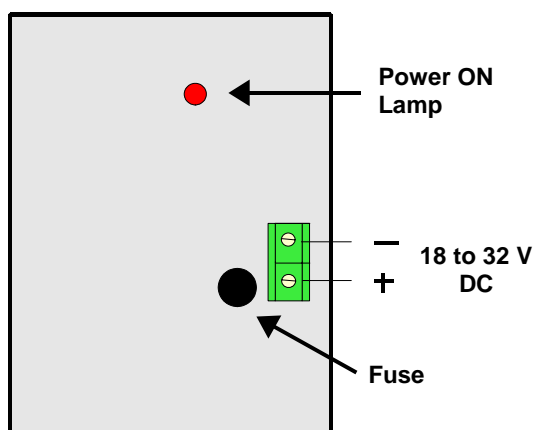 Power ON
Lamp
−
18 to 32 V
+
DC
Fuse